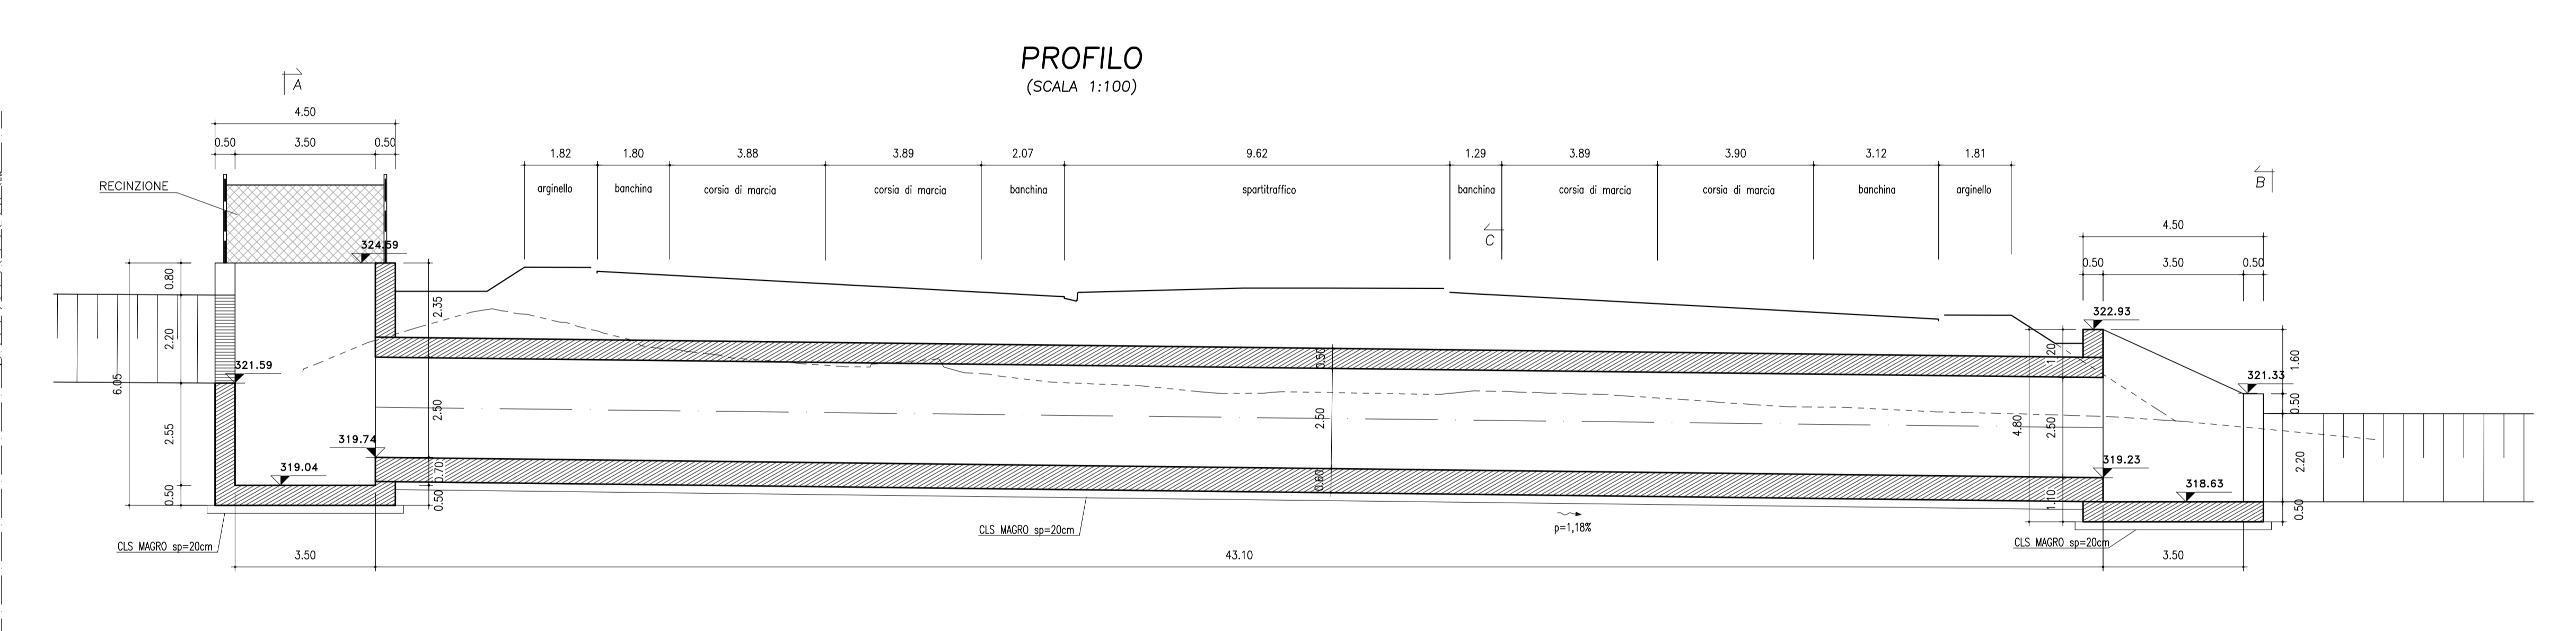 PROFILO
(SCALA 1:100)
A
4.50
0.50 3.50 0.50
1.82 1.80 3.88 3.89 2.07 9.62 1.29 3.89 3.90 3.12 1.81
arginello banchina corsia di marcia corsia di marcia banchina spartitraffico banchina corsia di marcia corsia di marcia banchina arginello
RECINZIONE
B
C
4.50
0.50 3.50 0.50
324.59
0.80
2.20
321.59
6.05
2.55
0.50
319.74
319.04
2.35
2.50
0.70
0.50
0.50
2.50
0.60
322.93
1.20
1.60
321.33
0.50
4.80
2.50
319.23
2.20
318.63
1.10
0.50
CLS MAGRO sp=20cm
CLS MAGRO sp=20cm
p=1,18%
CLS MAGRO sp=20cm
3.50 43.10 3.50